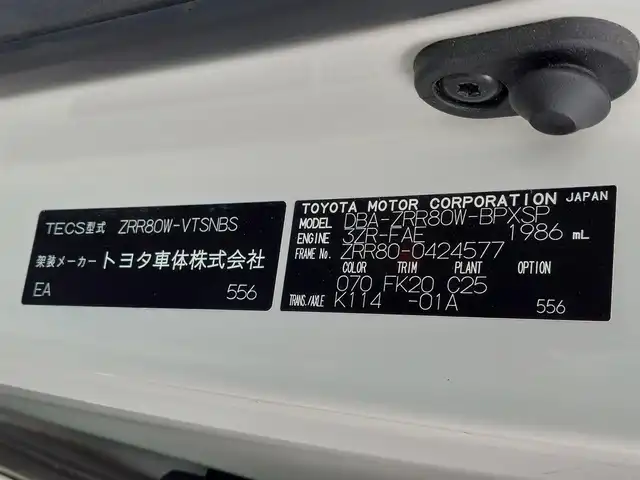 TECS型式 ZRR80W-VTSNBS
架装メーカー トヨタ車体株式会社
EA 556
TOYOTA MOTOR CORPORATION JAPAN
MODEL DBA-ZRR80W-BPXSP
ENGINE 3ZR-FAE 1986 mL
FRAME No. ZRR80-0424577
COLOR TRIM PLANT OPTION
070 FK20 C25
TRANS./AXLE K114 -01A 556